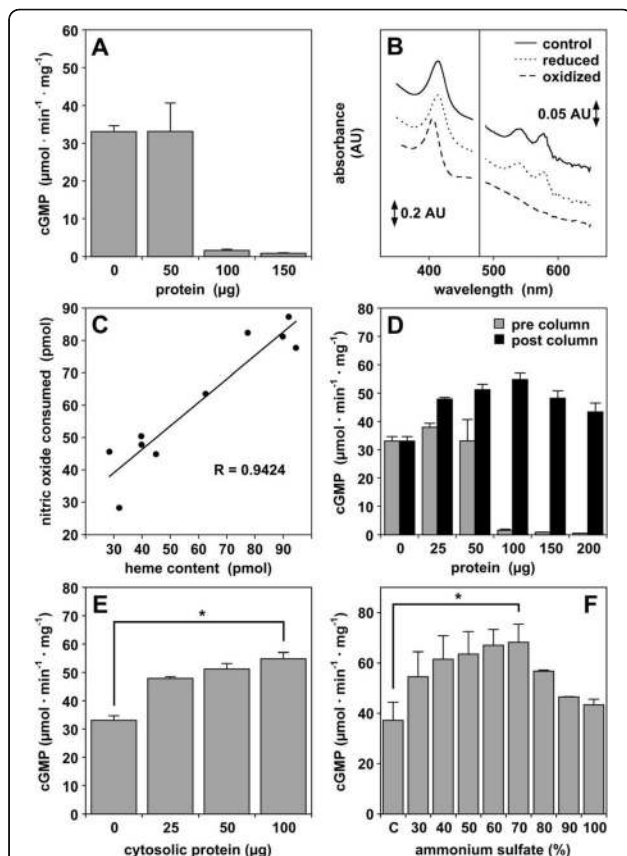 A
cGMP (µmol · min⁻¹ · mg⁻¹)
60
50
40
30
20
10
0
0 50 100 150
protein (µg)
B
control
reduced
oxidized
0.05 AU
0.2 AU
absorbance
(AU)
400 500 600
wavelength (nm)
C
nitric oxide consumed
(pmol)
90
80
70
60
50
40
30
20
R = 0.9424
30 40 50 60 70 80 90
heme content (pmol)
D
pre column
post column
cGMP (µmol · min⁻¹ · mg⁻¹)
80
70
60
50
40
30
20
10
0
0 25 50 100 150 200
protein (µg)
E
*
cGMP (µmol · min⁻¹ · mg⁻¹)
80
70
60
50
40
30
20
10
0
0 25 50 100
cytosolic protein (µg)
F
*
cGMP (µmol · min⁻¹ · mg⁻¹)
80
60
40
20
0
C 30 40 50 60 70 80 90 100
ammonium sulfate (%)